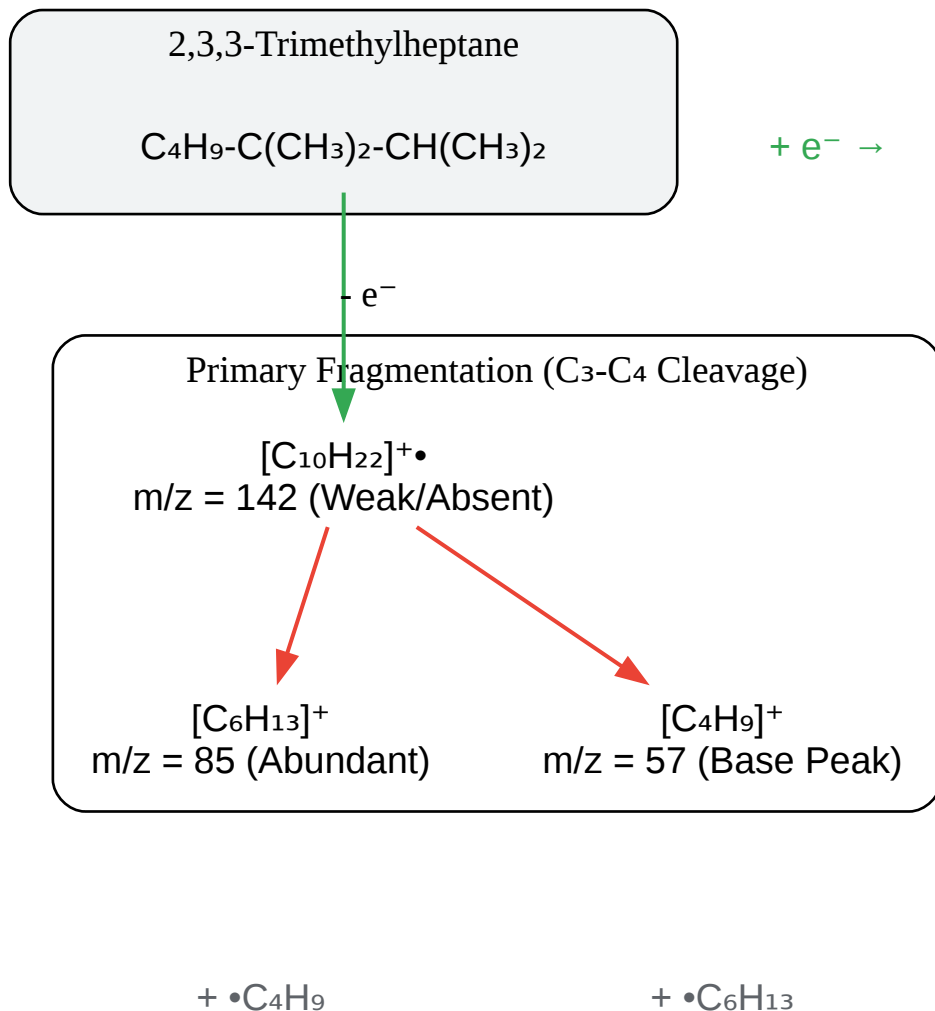 2,3,3-Trimethylheptane
C₄H₉-C(CH₃)₂-CH(CH₃)₂
+ e⁻ →
- e⁻
Primary Fragmentation (C₃-C₄ Cleavage)
[C₁₀H₂₂]⁺•
m/z = 142 (Weak/Absent)
[C₆H₁₃]⁺
m/z = 85 (Abundant)
[C₄H₉]⁺
m/z = 57 (Base Peak)
+ •C₄H₉
+ •C₆H₁₃